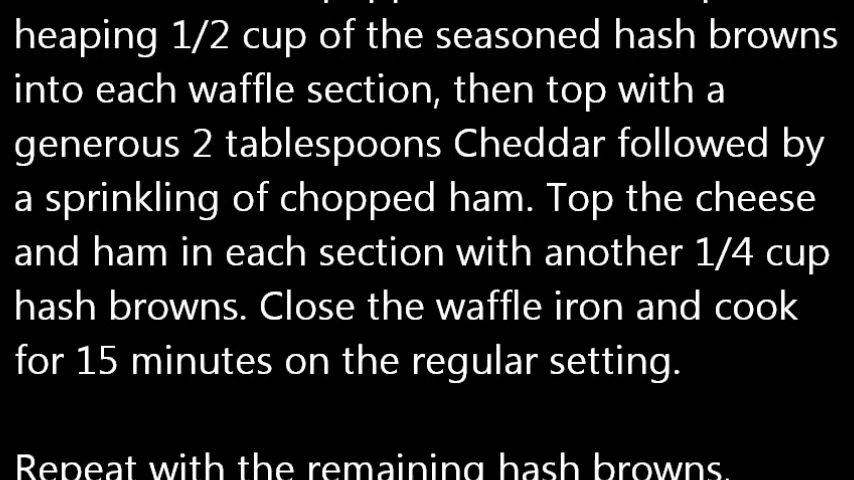 heaping 1/2 cup of the seasoned hash browns
into each waffle section, then top with a
generous 2 tablespoons Cheddar followed by
a sprinkling of chopped ham. Top the cheese
and ham in each section with another 1/4 cup
hash browns. Close the waffle iron and cook
for 15 minutes on the regular setting.
Repeat with the remaining hash browns,